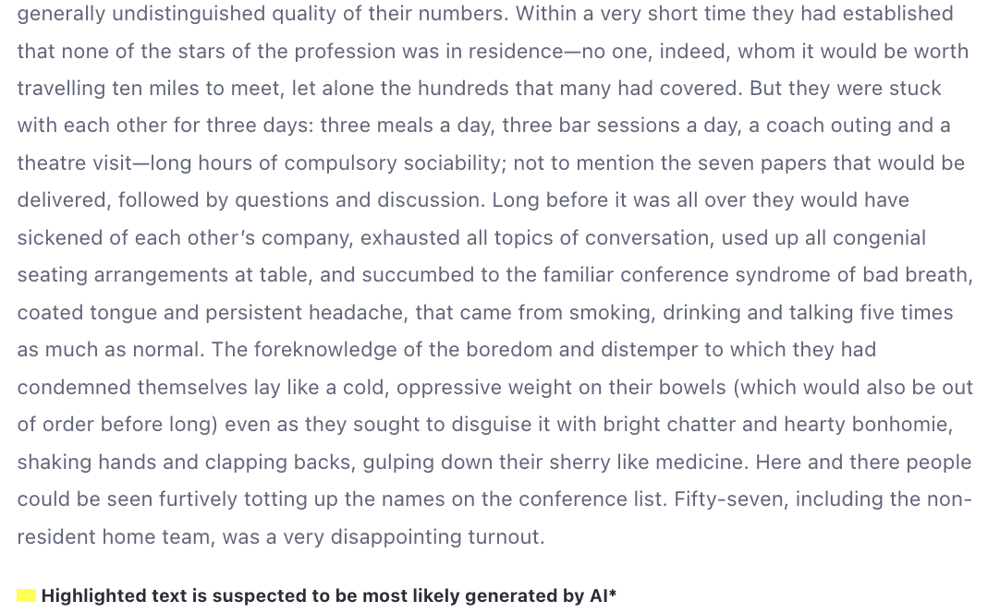 generally undistinguished quality of their numbers. Within a very short time they had established
that none of the stars of the profession was in residence—no one, indeed, whom it would be worth
travelling ten miles to meet, let alone the hundreds that many had covered. But they were stuck
with each other for three days: three meals a day, three bar sessions a day, a coach outing and a
theatre visit—long hours of compulsory sociability; not to mention the seven papers that would be
delivered, followed by questions and discussion. Long before it was all over they would have
sickened of each other’s company, exhausted all topics of conversation, used up all congenial
seating arrangements at table, and succumbed to the familiar conference syndrome of bad breath,
coated tongue and persistent headache, that came from smoking, drinking and talking five times
as much as normal. The foreknowledge of the boredom and distemper to which they had
condemned themselves lay like a cold, oppressive weight on their bowels (which would also be out
of order before long) even as they sought to disguise it with bright chatter and hearty bonhomie,
shaking hands and clapping backs, gulping down their sherry like medicine. Here and there people
could be seen furtively totting up the names on the conference list. Fifty-seven, including the non-
resident home team, was a very disappointing turnout.
Highlighted text is suspected to be most likely generated by AI*